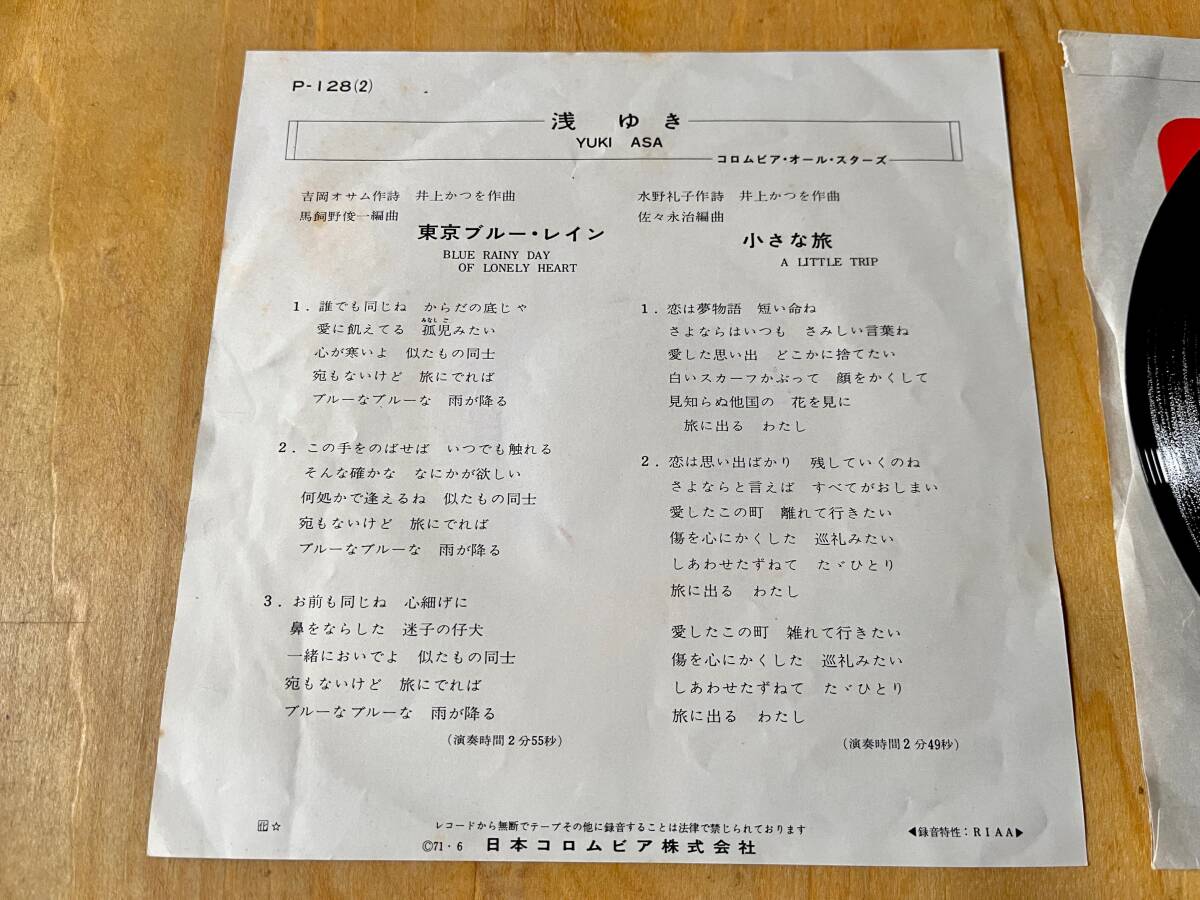 P-128(2)
浅 ゆき
YUKI ASA
コロムビア・オール・スターズ
吉岡オサム作詩 井上かつを作曲
馬飼野俊一編曲
東京ブルー・レイン
BLUE RAINY DAY
OF LONELY HEART
1. 誰でも同じね からだの底じゃ
愛に飢えてる 孤児みたい
みなしご
心が寒いよ 似たもの同士
宛もないけど 旅にでれば
ブルーなブルーな 雨が降る
2. この手をのばせば いつでも触れる
そんな確かな なにかが欲しい
何処かで逢えるね 似たもの同士
宛もないけど 旅にでれば
ブルーなブルーな 雨が降る
3. お前も同じね 心細げに
鼻をならした 迷子の仔犬
一緒においでよ 似たもの同士
宛もないけど 旅にでれば
ブルーなブルーな 雨が降る
(演奏時間2分55秒)
水野礼子作詩 井上かつを作曲
佐々永治編曲
小さな旅
A LITTLE TRIP
1. 恋は夢物語 短い命ね
さよならはいつも さみしい言葉ね
愛した思い出 どこかに捨てたい
白いスカーフかぶって 顔をかくして
見知らぬ他国の 花を見に
旅に出る わたし
2. 恋は思い出ばかり 残していくのね
さよならと言えば すべてがおしまい
愛したこの町 離れて行きたい
傷を心にかくした 巡礼みたい
しあわせたずねて たゞひとり
旅に出る わたし
愛したこの町 雑れて行きたい
傷を心にかくした 巡礼みたい
しあわせたずねて たゞひとり
旅に出る わたし
(演奏時間2分49秒)
☆
レコードから無断でテープその他に録音することは法律で禁じられております
Ⓒ71・6 日本コロムビア株式会社
◀録音特性：RIAA▶